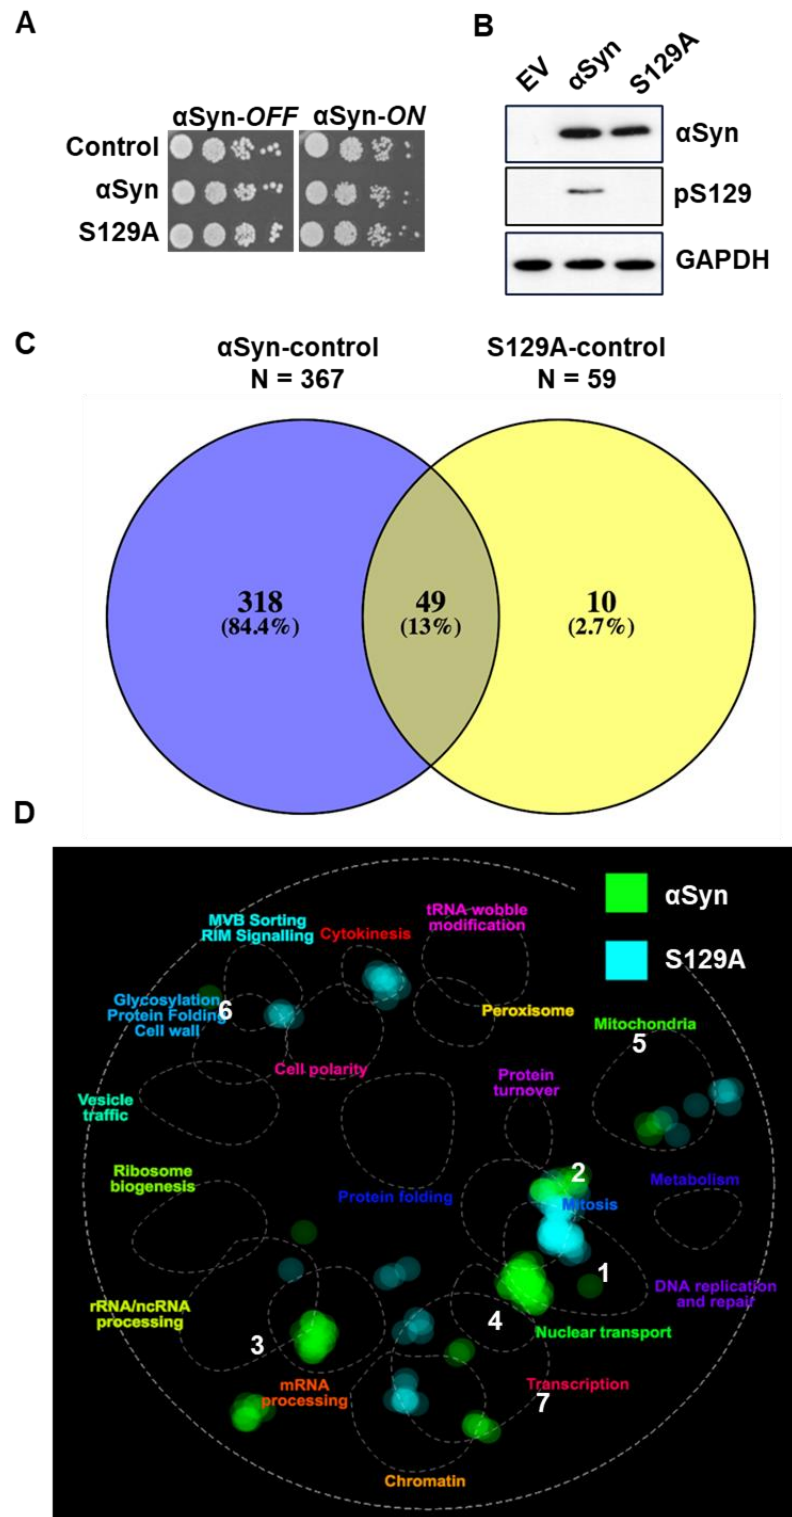 A
αSyn-OFF αSyn-ON
Control
αSyn
S129A
B
EV αSyn S129A
αSyn
pS129
GAPDH
C
αSyn-control
N = 367
S129A-control
N = 59
318
(84.4%)
49
(13%)
10
(2.7%)
D
αSyn
S129A
MVB Sorting
RIM Signalling
Cytokinesis
tRNA wobble
modification
Glycosylation
Protein Folding
Cell wall
6
Peroxisome
Mitochondria
5
Cell polarity
Protein
turnover
Vesicle
traffic
Ribosome
biogenesis
Protein folding
2
Mitosis
Metabolism
1
DNA replication
and repair
rRNA/ncRNA
processing
3
4
Nuclear transport
mRNA
processing
Transcription
7
Chromatin